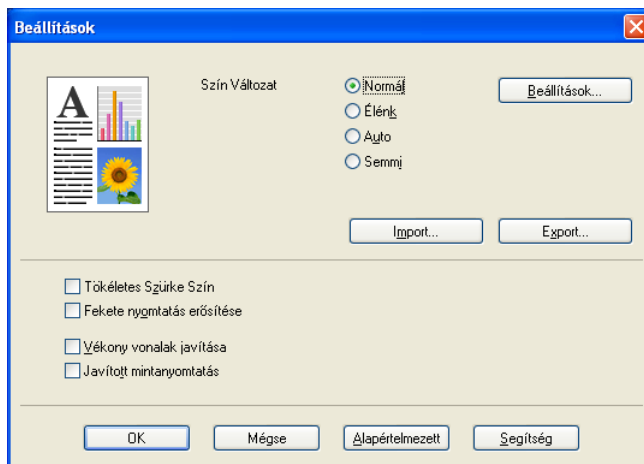 Beállítások
A
Szín Változat
Normál
Élénk
Auto
Semmi
Beállítások...
Import...
Export...
Tökéletes Szürke Szín
Fekete nyomtatás erősítése
Vékony vonalak javítása
Javított mintanyomtatás
OK
Mégse
Alapértelmezett
Segítség